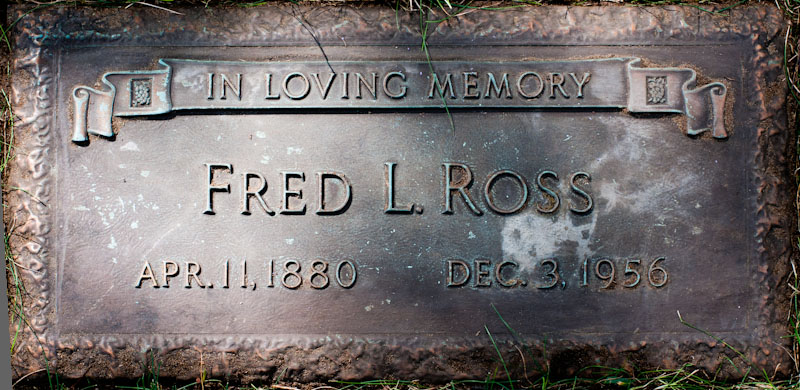 IN LOVING MEMORY
FRED L. ROSS
APR. 11, 1880 DEC. 3, 1956